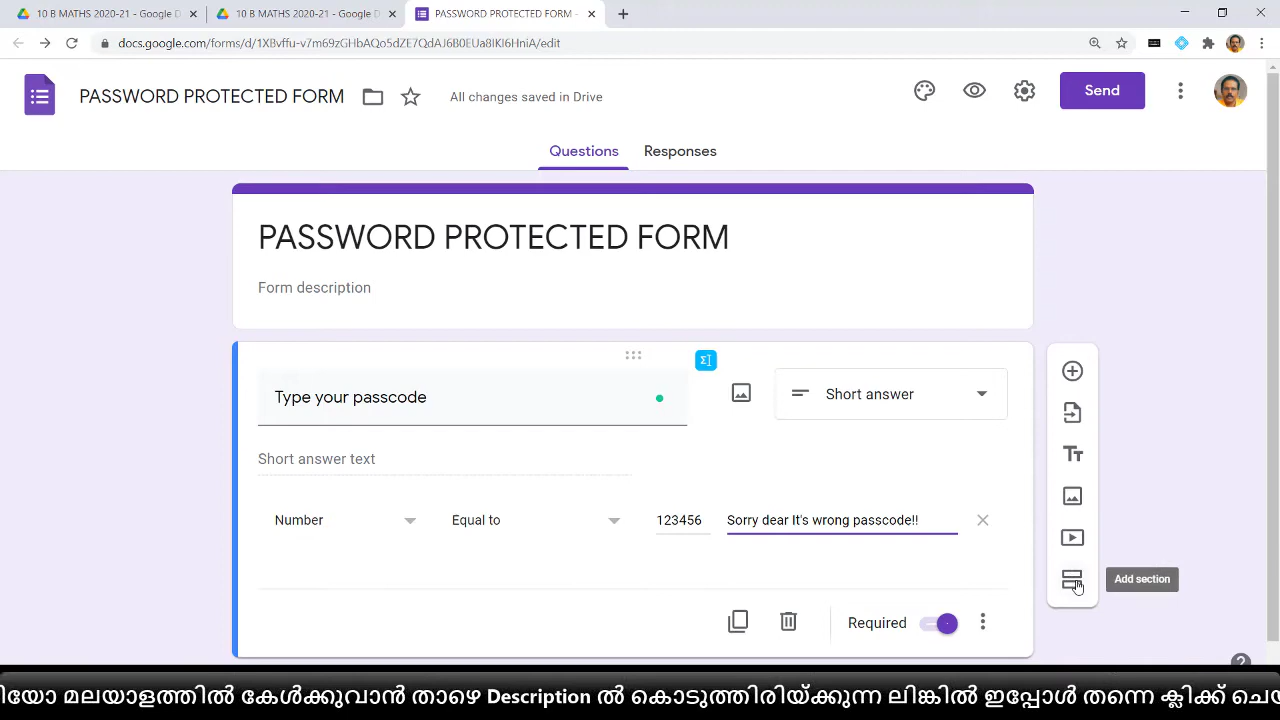 10 B MATHS 2020-21 - Google D
10 B MATHS 2020-21 - Google D
PASSWORD PROTECTED FORM -
docs.google.com/forms/d/1XBvffu-v7m69zGHbAQo5dZE7QdAJ6R0EUa8IKI6HniA/edit
PASSWORD PROTECTED FORM
All changes saved in Drive
Send
Questions
Responses
PASSWORD PROTECTED FORM
Form description
Type your passcode
Short answer
Short answer text
Number
Equal to
123456
Sorry dear It's wrong passcode!!
Add section
Required
ിയോ മലയാളത്തിൽ കേൾക്കുവാൻ താഴെ Description ൽ കൊടുത്തിരിയ്ക്കുന്ന ലിങ്കിൽ ഇപ്പോൾ തന്നെ ക്ലിക്ക് ചെയ